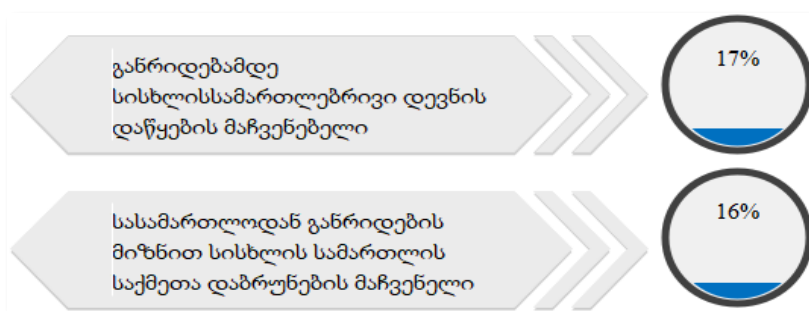 განრიდებამდე
სისხლისსამართლებრივი დევნის
დაწყების მაჩვენებელი
17%
სასამართლოდან განრიდების
მიზნით სისხლის სამართლის
საქმეთა დაბრუნების მაჩვენელი
16%